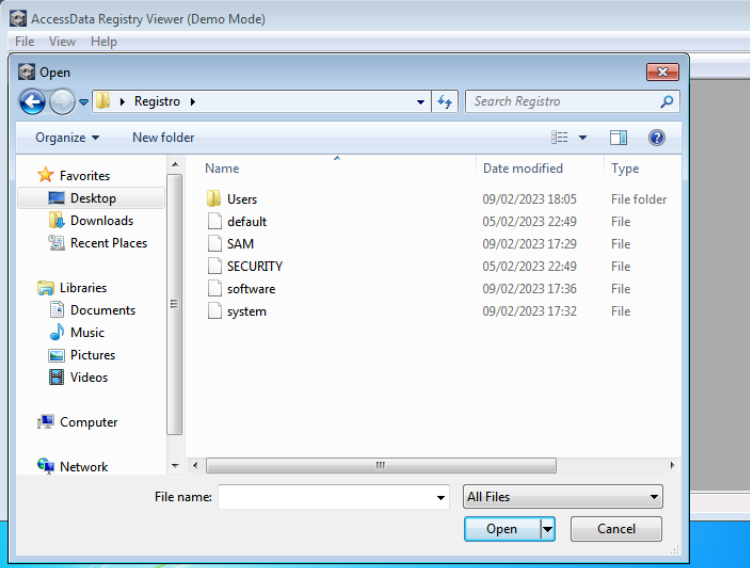 AccessData Registry Viewer (Demo Mode)
File View Help
Open
Registro
Search Registro
Organize New folder
Name Date modified Type
Favorites
Desktop
Downloads
Recent Places
Libraries
Documents
Music
Pictures
Videos
Computer
Network
Users 09/02/2023 18:05 File folder
default 05/02/2023 22:49 File
SAM 09/02/2023 17:29 File
SECURITY 05/02/2023 22:49 File
software 09/02/2023 17:36 File
system 09/02/2023 17:32 File
File name: All Files
Open Cancel